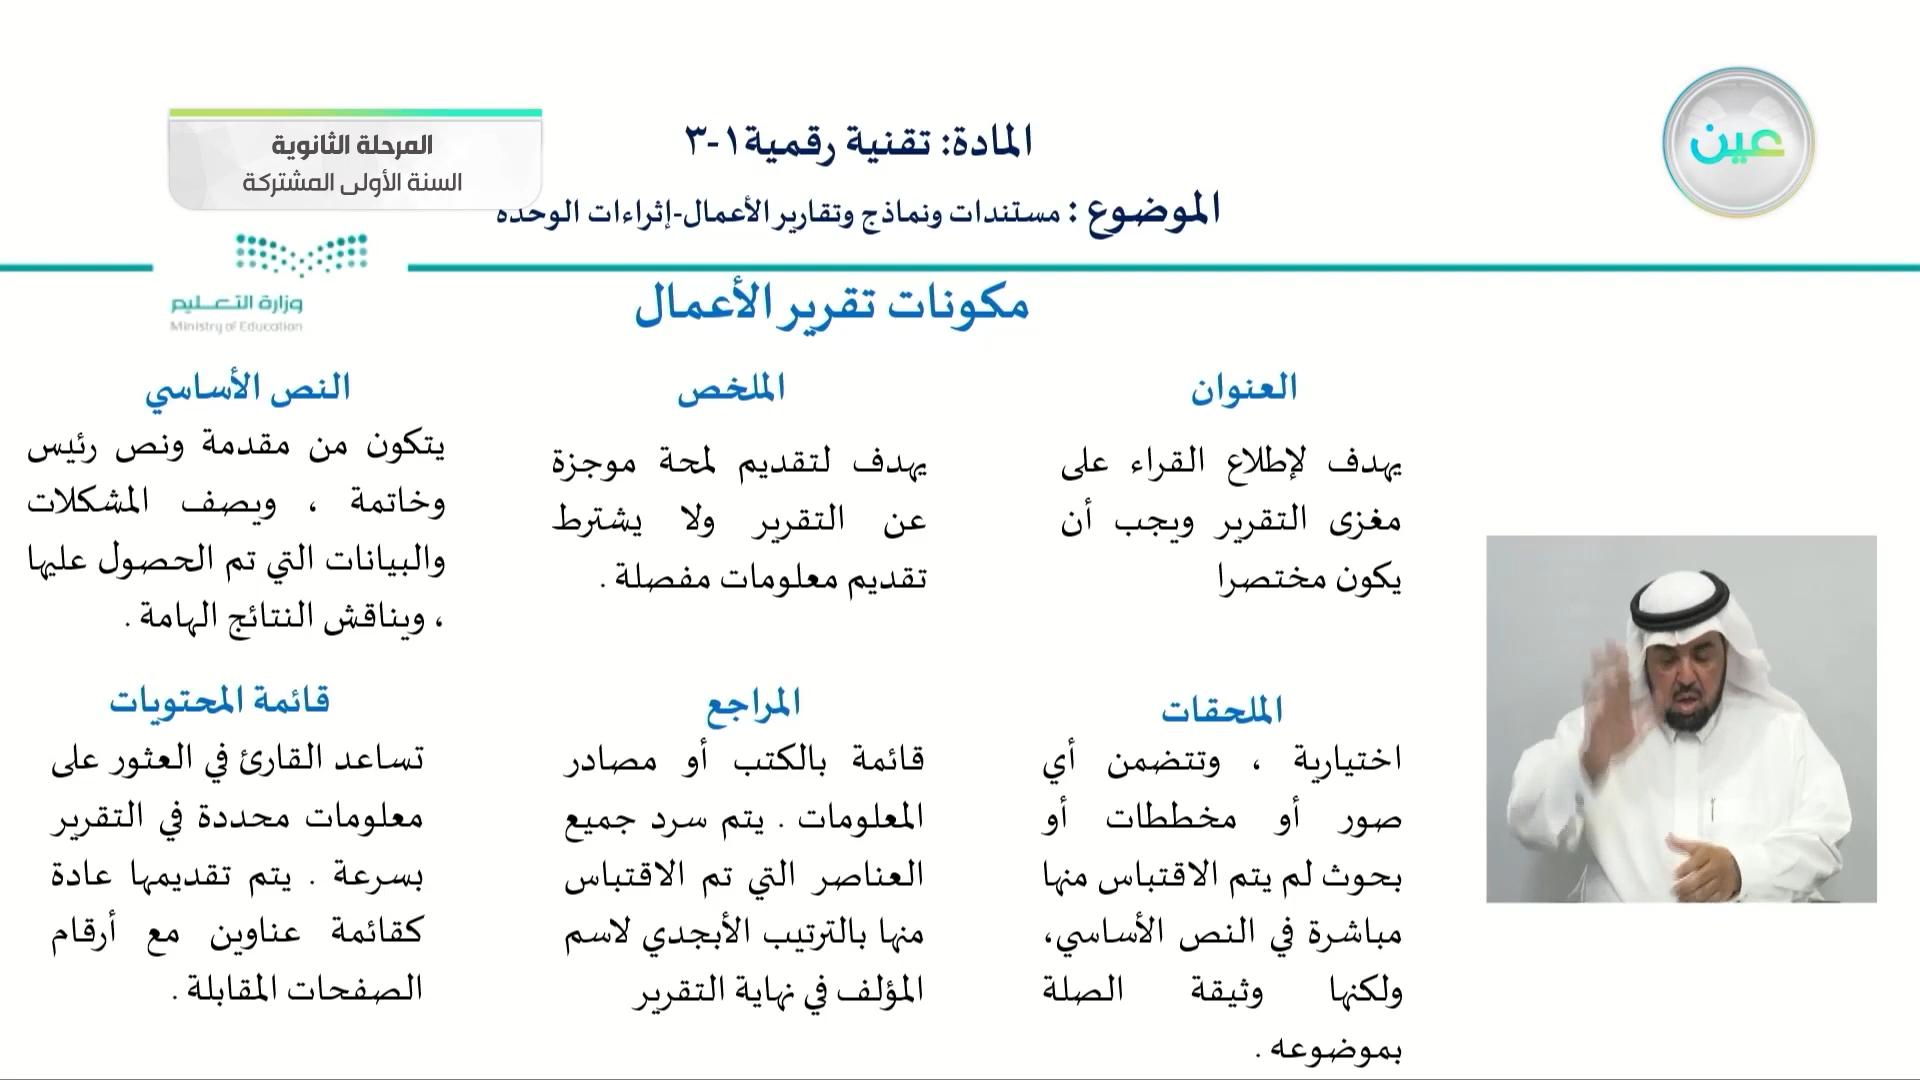 عين
المرحلة الثانوية
السنة الأولى المشتركة
المادة: تقنية رقمية١-٣
الموضوع : مستندات ونماذج وتقارير الأعمال-إثراءات الوحدة
وزارة التعليم
Ministry of Education
مكونات تقرير الأعمال
العنوان
يهدف لإطلاع القراء على
مغزى التقرير ويجب أن
يكون مختصرا
الملخص
يهدف لتقديم لمحة موجزة
عن التقرير ولا يشترط
تقديم معلومات مفصلة .
النص الأساسي
يتكون من مقدمة ونص رئيس
وخاتمة ، ويصف المشكلات
والبيانات التي تم الحصول عليها
، ويناقش النتائج الهامة .
الملحقات
اختيارية ، وتتضمن أي
صور أو مخططات أو
بحوث لم يتم الاقتباس منها
مباشرة في النص الأساسي،
ولكنها وثيقة الصلة
بموضوعه .
المراجع
قائمة بالكتب أو مصادر
المعلومات . يتم سرد جميع
العناصر التي تم الاقتباس
منها بالترتيب الأبجدي لاسم
المؤلف في نهاية التقرير
قائمة المحتويات
تساعد القارئ في العثور على
معلومات محددة في التقرير
بسرعة . يتم تقديمها عادة
كقائمة عناوين مع أرقام
الصفحات المقابلة .